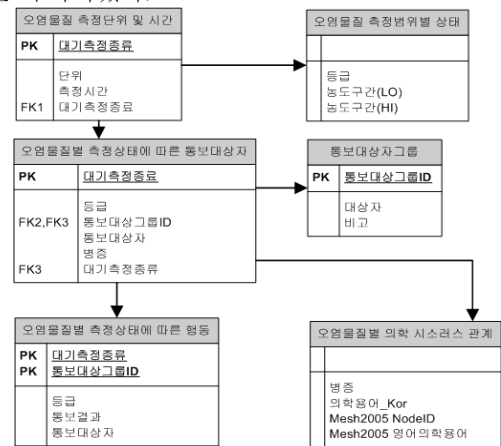 오염물질 측정단위 및 시간
PK 대기측정종류
단위
측정시간
FK1 대기측정종류
오염물질 측정범위별 상태
등급
농도구간(LO)
농도구간(HI)
오염물질별 측정상태에 따른 통보대상자
PK 대기측정종류
등급
FK2,FK3 통보대상그룹ID
통보대상자
병증
FK3 대기측정종류
통보대상자그룹
PK 통보대상그룹ID
대상자
비고
오염물질별 측정상태에 따른 행동
PK 대기측정종류
PK 통보대상그룹ID
등급
통보결과
통보대상자
오염물질별 의학 시소러스 관계
병증
의학용어_Kor
Mesh2005 NodeID
Mesh2005 영어의학용어